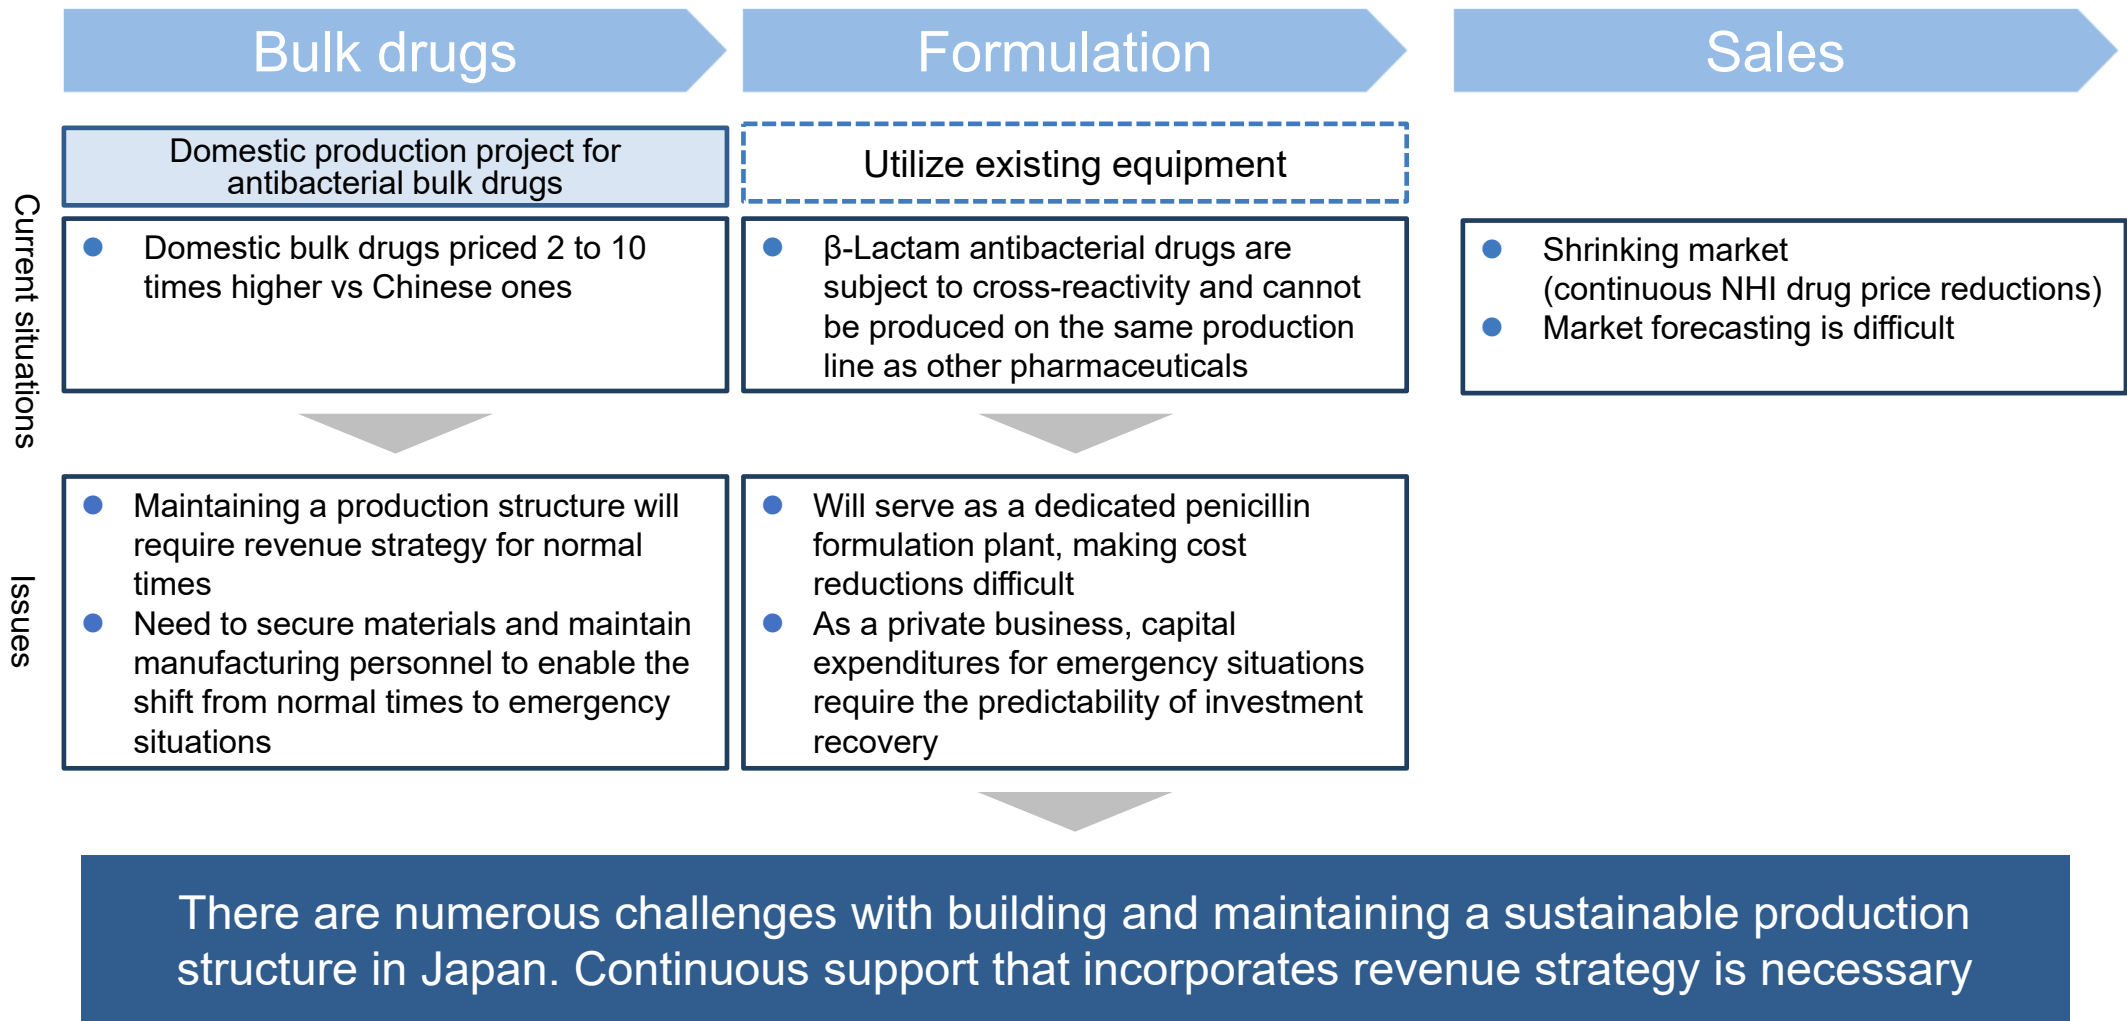 Bulk drugs
Formulation
Sales
Current situations
Domestic production project for
antibacterial bulk drugs
Utilize existing equipment
Domestic bulk drugs priced 2 to 10
times higher vs Chinese ones
β-Lactam antibacterial drugs are
subject to cross-reactivity and cannot
be produced on the same production
line as other pharmaceuticals
Shrinking market
(continuous NHI drug price reductions)
Market forecasting is difficult
Issues
Maintaining a production structure will
require revenue strategy for normal
times
Need to secure materials and maintain
manufacturing personnel to enable the
shift from normal times to emergency
situations
Will serve as a dedicated penicillin
formulation plant, making cost
reductions difficult
As a private business, capital
expenditures for emergency situations
require the predictability of investment
recovery
There are numerous challenges with building and maintaining a sustainable production
structure in Japan. Continuous support that incorporates revenue strategy is necessary